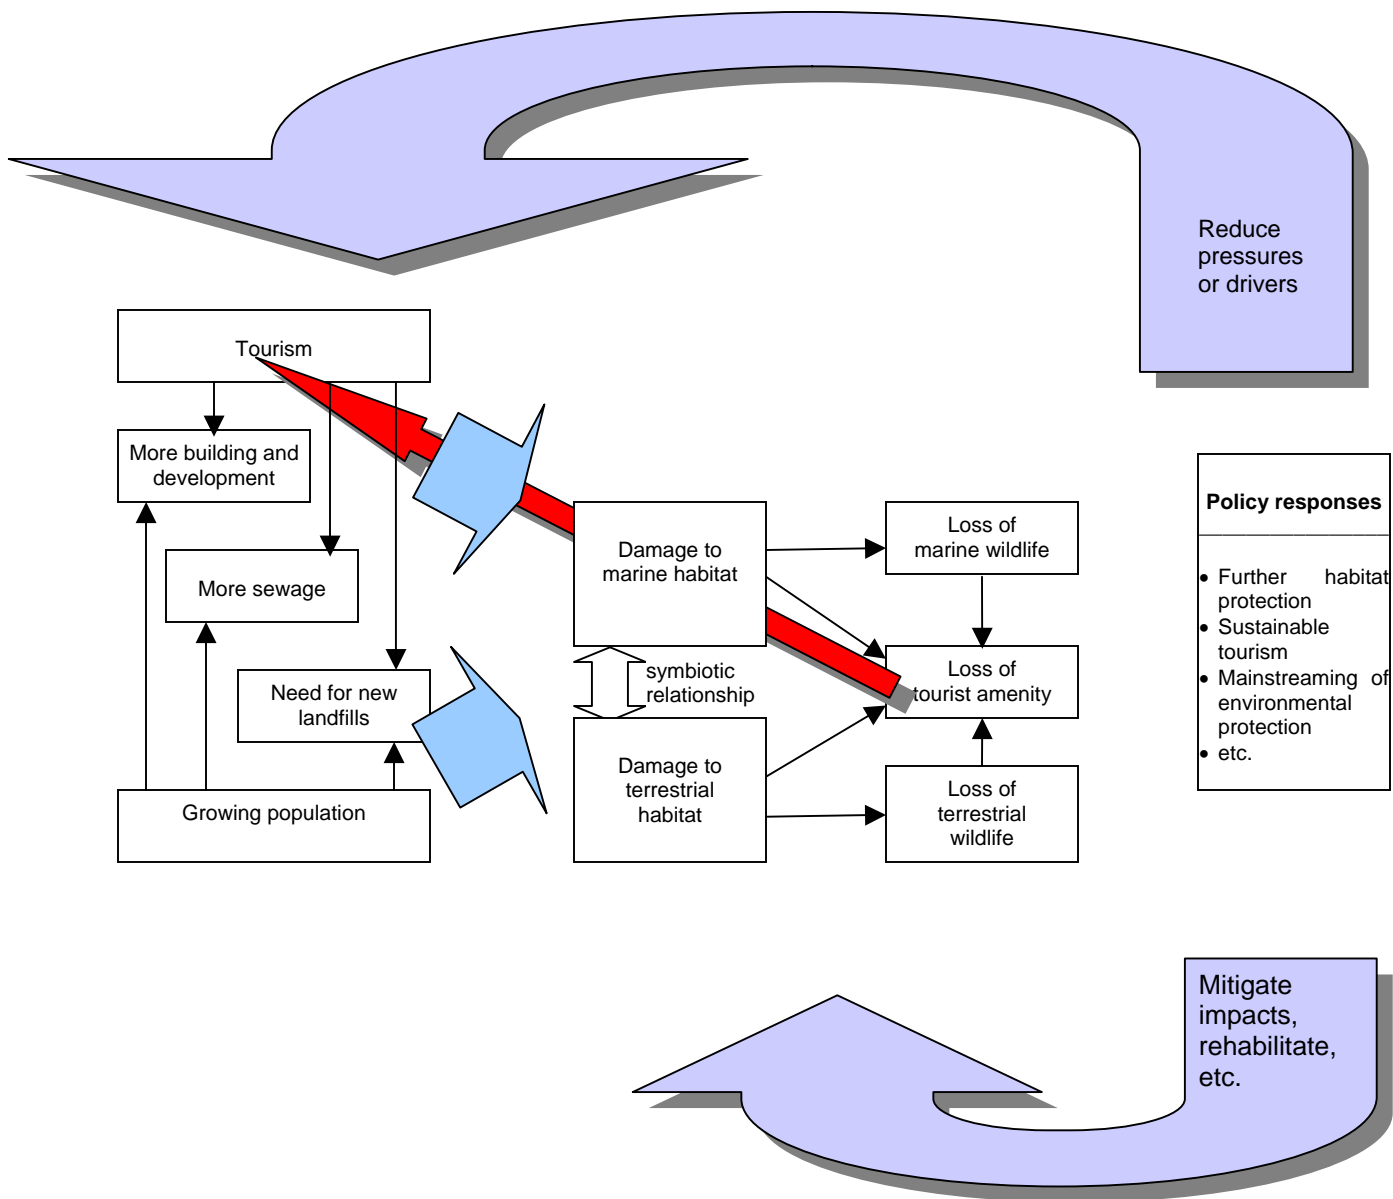 Reduce
pressures
or drivers
Tourism
More building and
development
More sewage
Need for new
landfills
Growing population
Damage to
marine habitat
symbiotic
relationship
Damage to
terrestrial
habitat
Loss of
marine wildlife
Loss of
tourist amenity
Loss of
terrestrial
wildlife
Policy responses
• Further habitat
protection
• Sustainable
tourism
• Mainstreaming of
environmental
protection
• etc.
Mitigate
impacts,
rehabilitate,
etc.